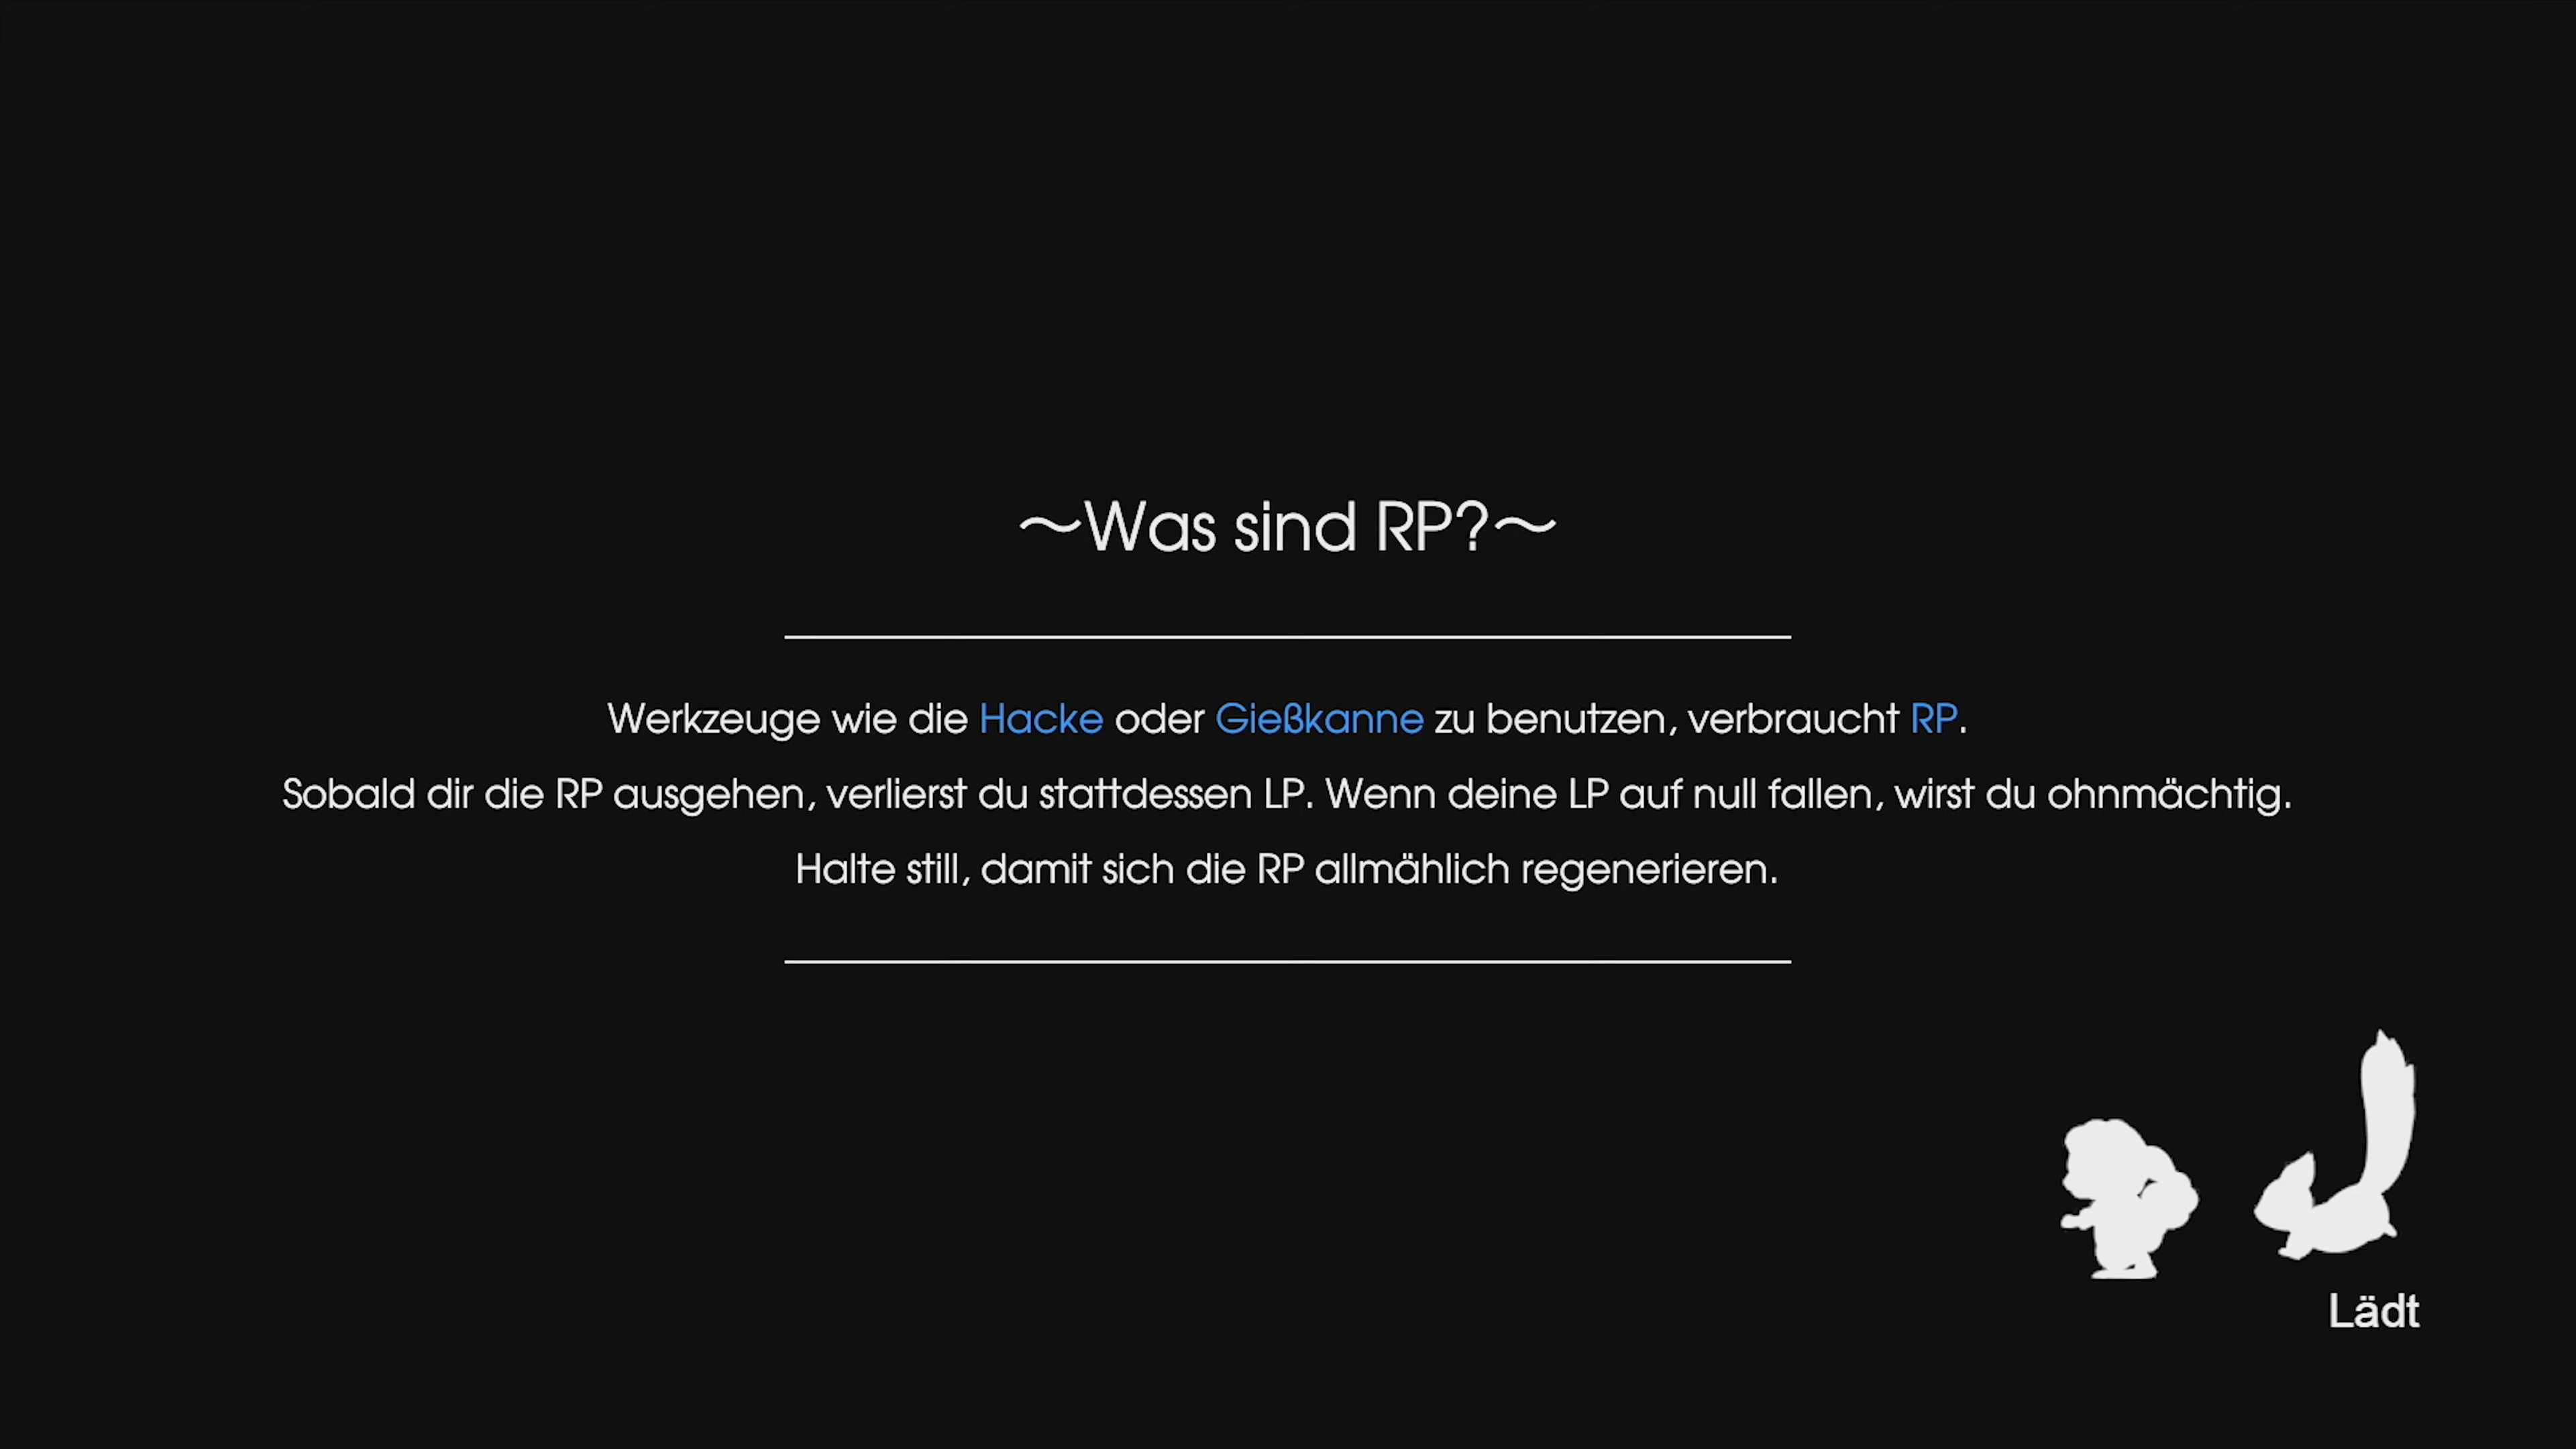 ～Was sind RP?～
Werkzeuge wie die Hacke oder Gießkanne zu benutzen, verbraucht RP.
Sobald dir die RP ausgehen, verlierst du stattdessen LP. Wenn deine LP auf null fallen, wirst du ohnmächtig.
Halte still, damit sich die RP allmählich regenerieren.
Lädt